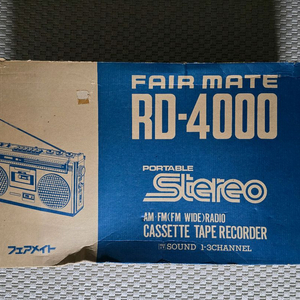 FAIR MATE
RD-4000
PORTABLE
Stereo
AM·FM(FM WIDE)RADIO
CASSETTE TAPE RECORDER
BY SOUND 1·3CHANNEL
フェアメイト